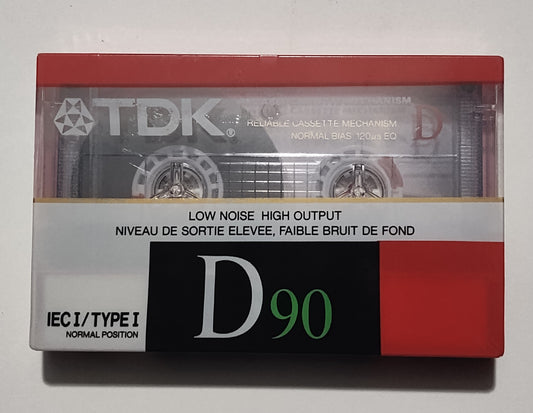 TDK®
RELIABLE CASSETTE MECHANISM
NORMAL BIAS 120µs EQ
D
LOW NOISE HIGH OUTPUT
NIVEAU DE SORTIE ELEVEE, FAIBLE BRUIT DE FOND
IEC I/TYPE I
NORMAL POSITION
D90